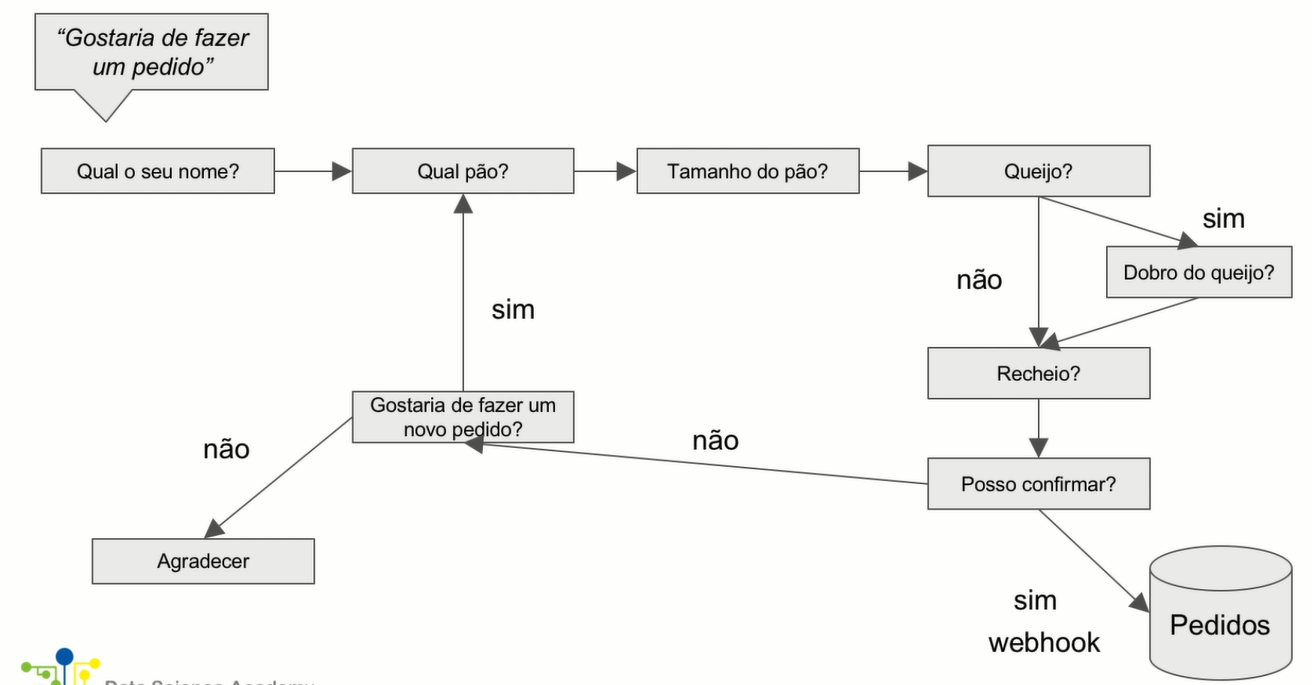 “Gostaria de fazer
um pedido”
Qual o seu nome?
Qual pão?
Tamanho do pão?
Queijo?
sim
Dobro do queijo?
não
sim
Recheio?
Gostaria de fazer um
novo pedido?
não
não
Posso confirmar?
Agradecer
sim
webhook
Pedidos
Data Science Academy